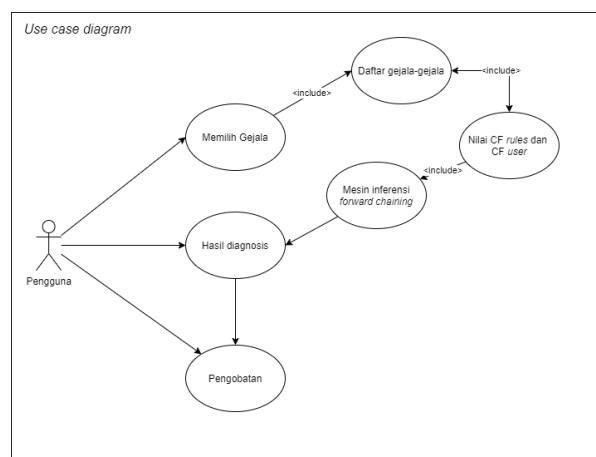 Use case diagram
Daftar gejala-gejala
<include>
<include>
Memilih Gejala
Nilai CF rules dan
CF user
<include>
Mesin inferensi
forward chaining
Hasil diagnosis
Pengguna
Pengobatan